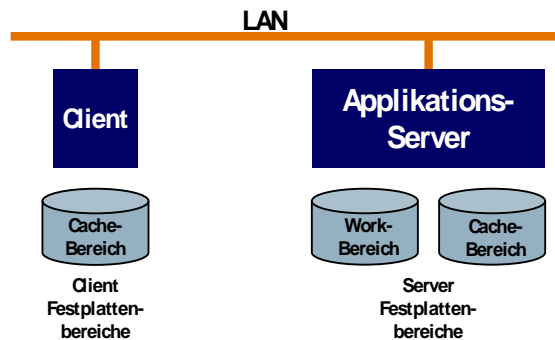 LAN
Client
Applikations-
Server
Cache-
Bereich
Work-
Bereich
Cache-
Bereich
Client
Festplatten-
bereiche
Server
Festplatten-
bereiche